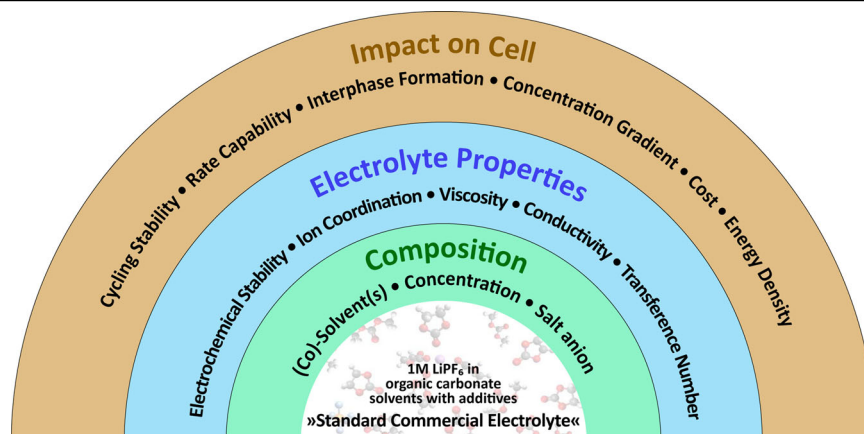 Impact on Cell
Cycling Stability • Rate Capability • Interphase Formation • Concentration Gradient • Cost • Energy Density
Electrolyte Properties
Electrochemical Stability • Ion Coordination • Viscosity • Conductivity • Transference Number
Composition
(Co)-Solvent(s) • Concentration • Salt anion
1M LiPF₆ in
organic carbonate
solvents with additives
»Standard Commercial Electrolyte«